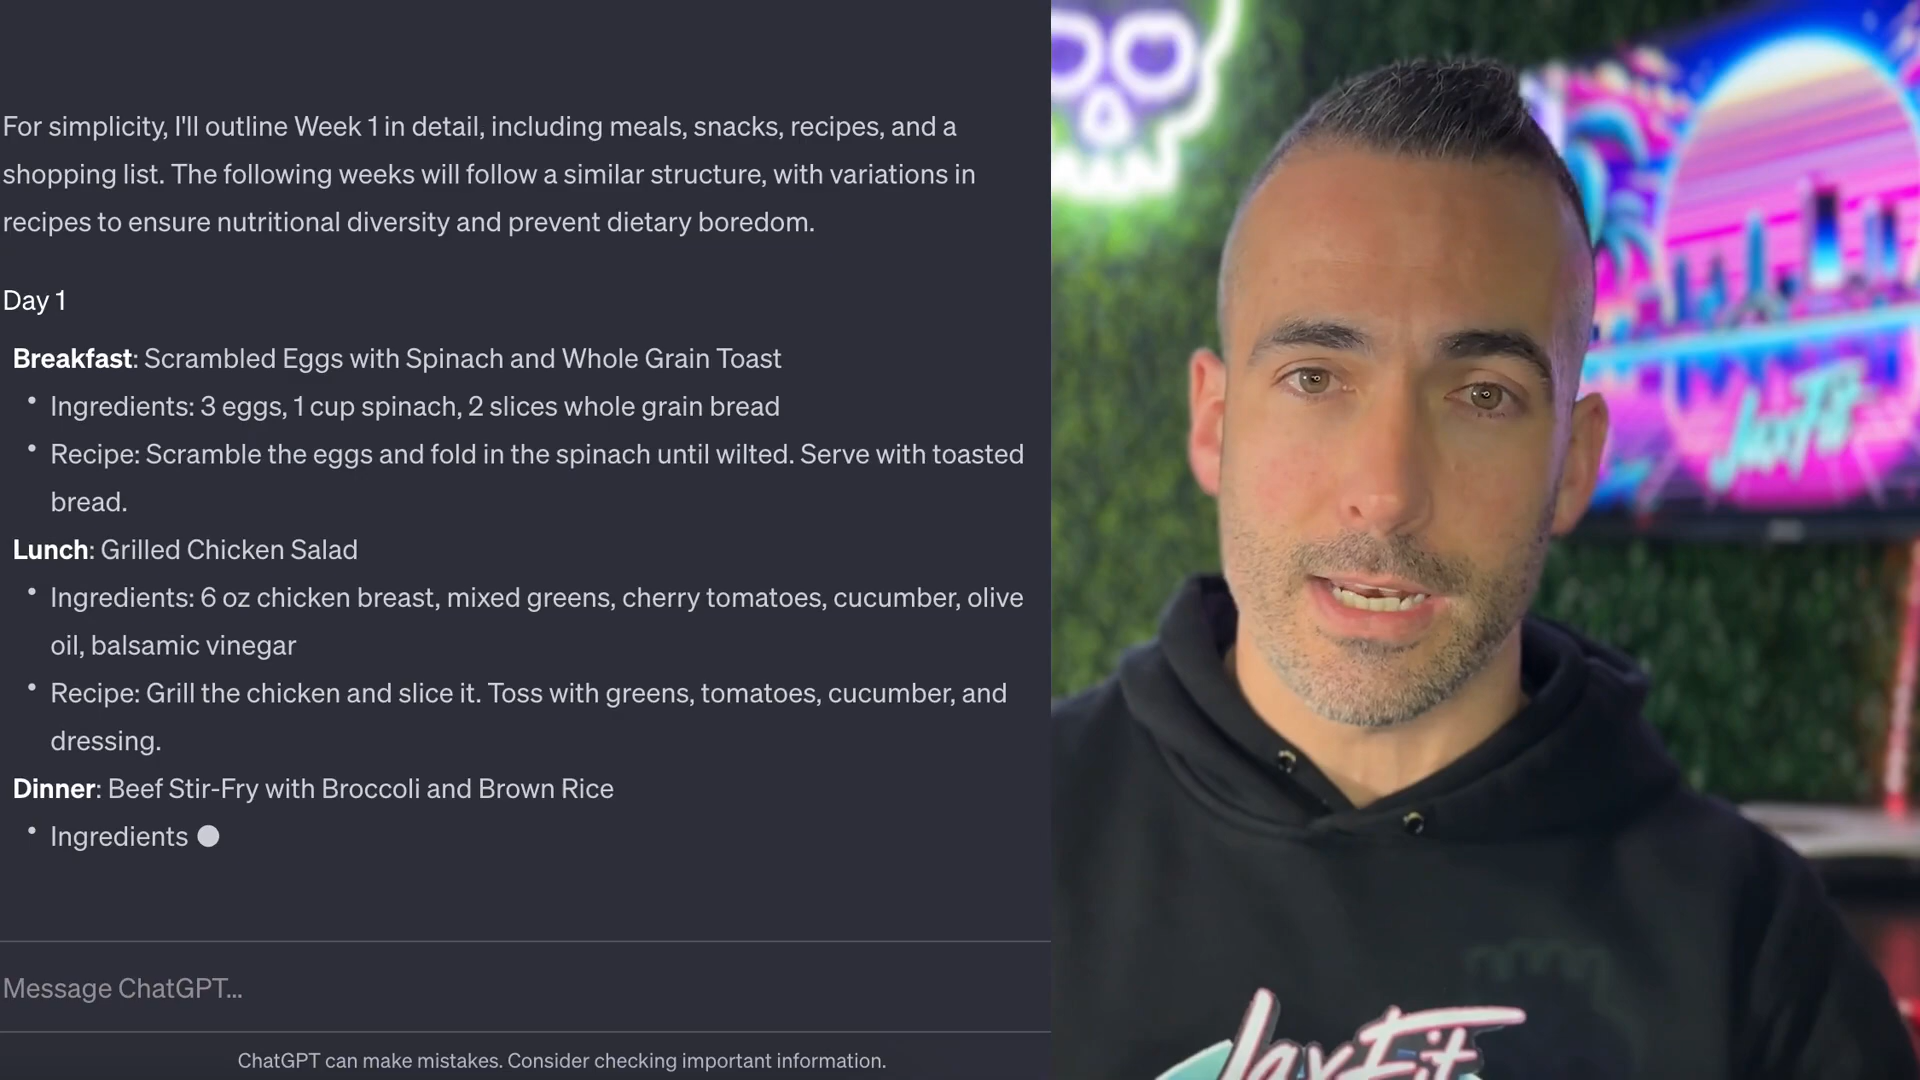 For simplicity, I'll outline Week 1 in detail, including meals, snacks, recipes, and a
shopping list. The following weeks will follow a similar structure, with variations in
recipes to ensure nutritional diversity and prevent dietary boredom.
Day 1
Breakfast: Scrambled Eggs with Spinach and Whole Grain Toast
• Ingredients: 3 eggs, 1 cup spinach, 2 slices whole grain bread
• Recipe: Scramble the eggs and fold in the spinach until wilted. Serve with toasted
bread.
Lunch: Grilled Chicken Salad
• Ingredients: 6 oz chicken breast, mixed greens, cherry tomatoes, cucumber, olive
oil, balsamic vinegar
• Recipe: Grill the chicken and slice it. Toss with greens, tomatoes, cucumber, and
dressing.
Dinner: Beef Stir-Fry with Broccoli and Brown Rice
• Ingredients
Message ChatGPT...
ChatGPT can make mistakes. Consider checking important information.
JaxFit
JaxFit